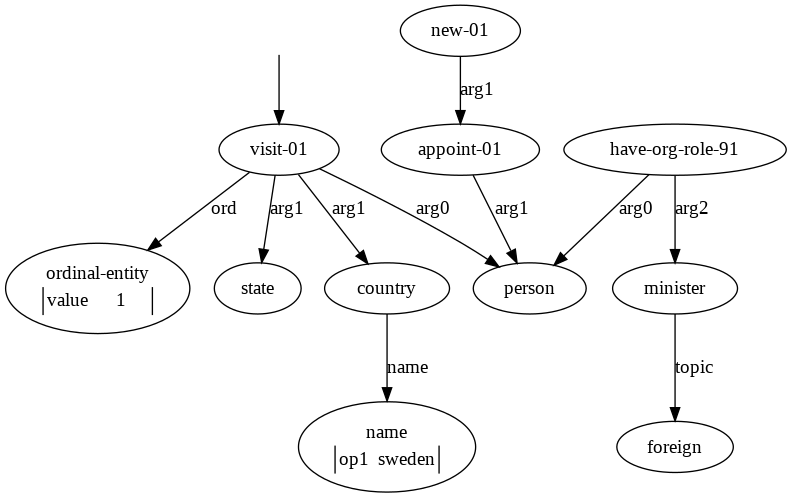 new-01
arg1
visit-01
appoint-01
have-org-role-91
ord
arg1
arg1
arg0
arg1
arg0
arg2
ordinal-entity
value 1
state
country
person
minister
name
topic
name
op1 sweden
foreign